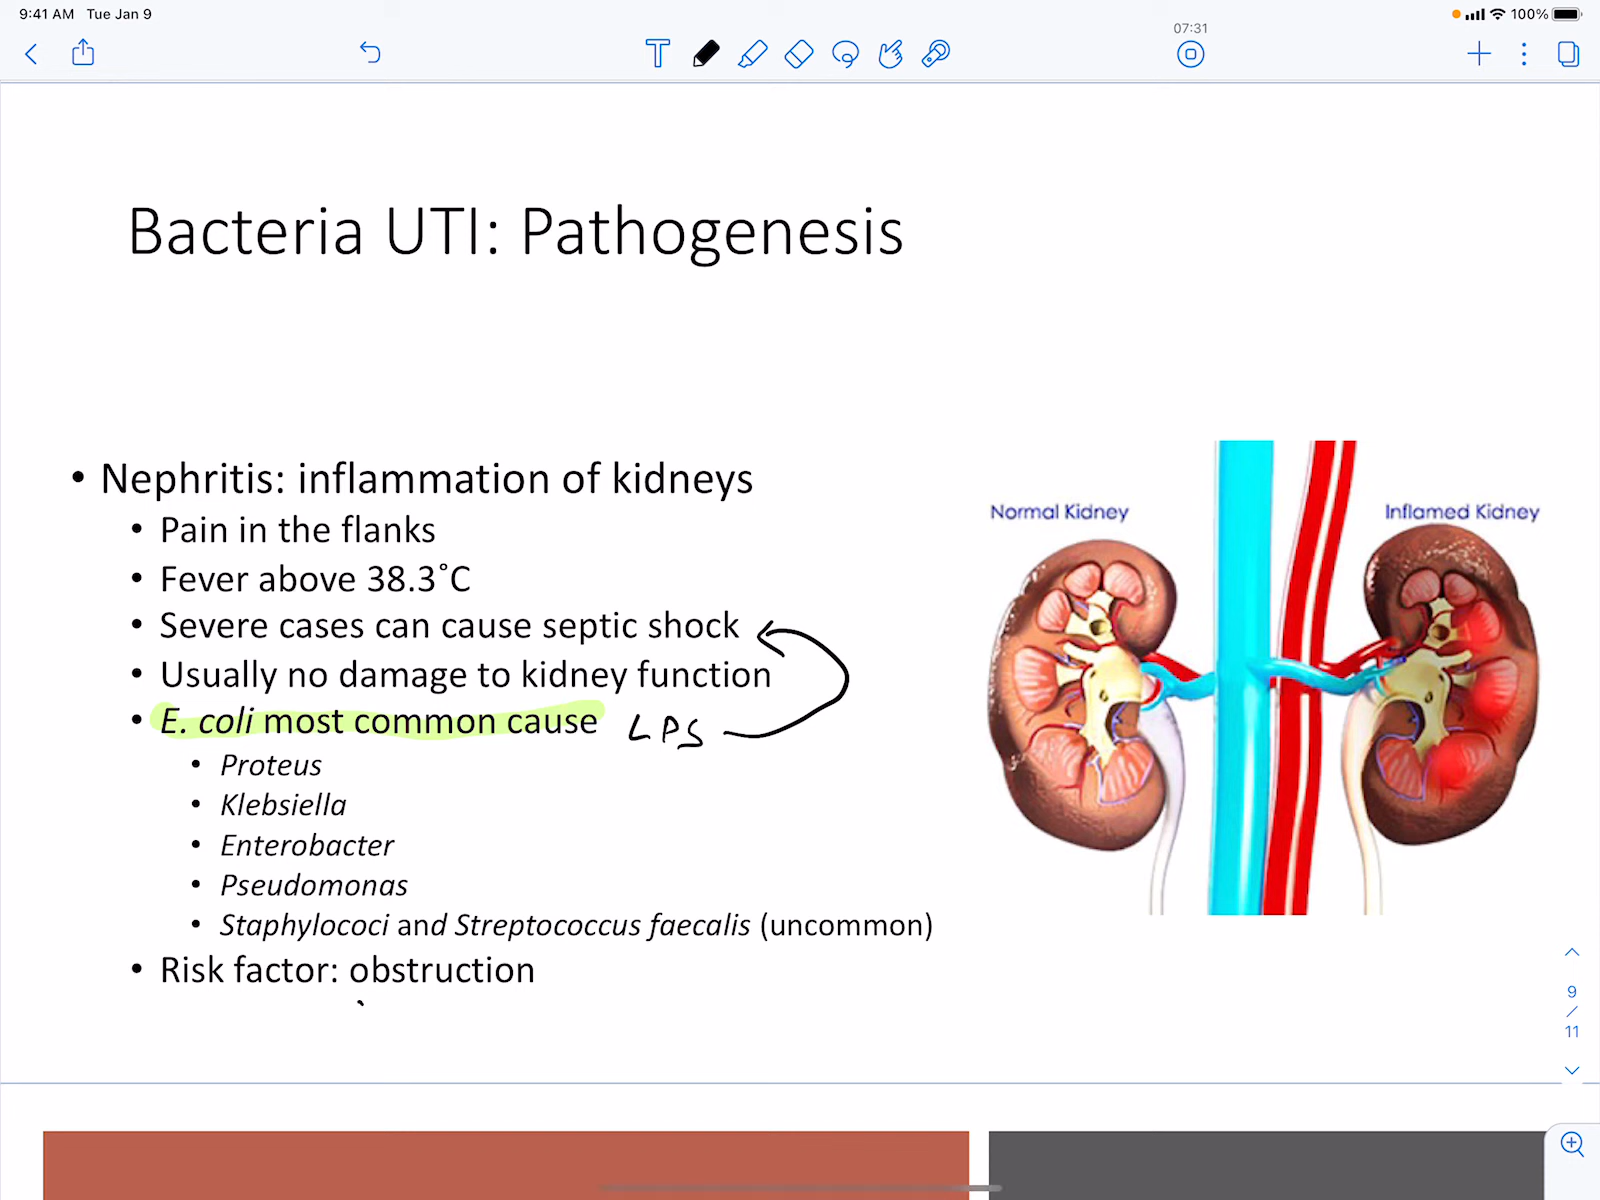 9:41 AM Tue Jan 9
100%
07:31
Bacteria UTI: Pathogenesis
• Nephritis: inflammation of kidneys
• Pain in the flanks
• Fever above 38.3˚C
• Severe cases can cause septic shock
• Usually no damage to kidney function
• E. coli most common cause LPS
• Proteus
• Klebsiella
• Enterobacter
• Pseudomonas
• Staphylococi and Streptococcus faecalis (uncommon)
• Risk factor: obstruction
Normal Kidney
Inflamed Kidney
9
/
11